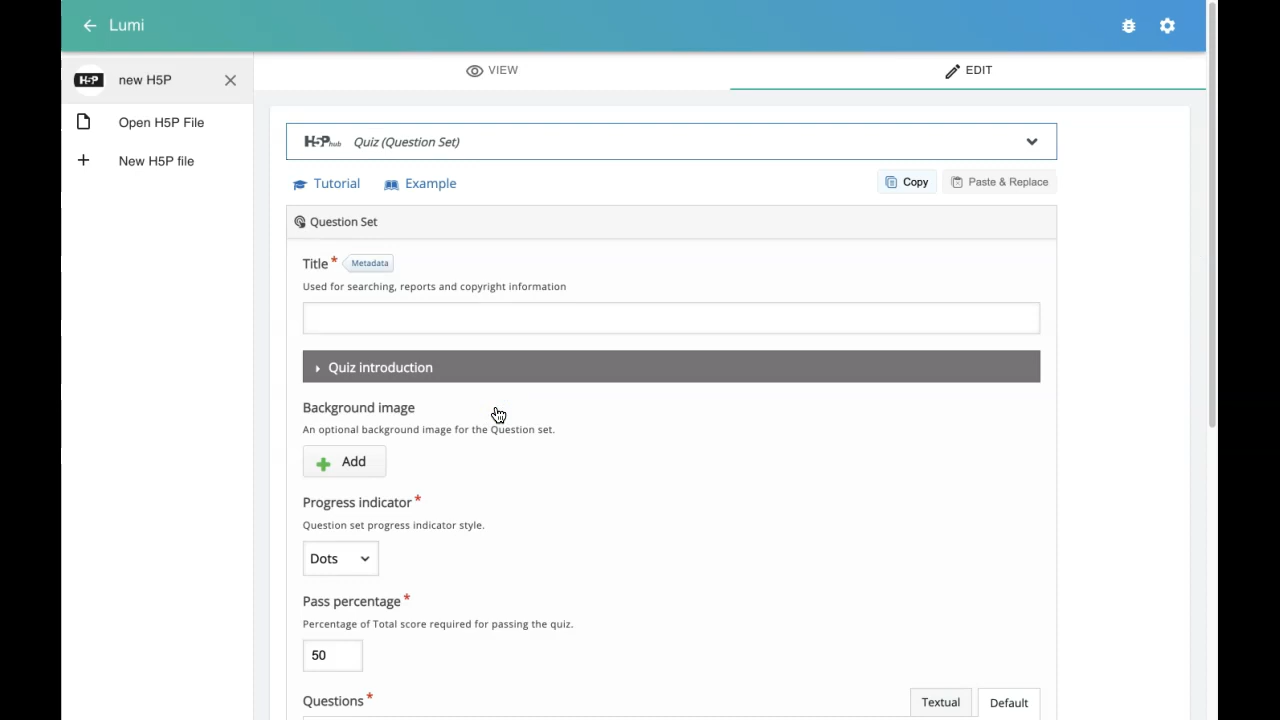 Lumi
H5P new H5P
Open H5P File
New H5P file
VIEW
EDIT
H5P hub Quiz (Question Set)
Tutorial Example Copy Paste & Replace
Question Set
Title * Metadata
Used for searching, reports and copyright information
Quiz introduction
Background image
An optional background image for the Question set.
Add
Progress indicator *
Question set progress indicator style.
Dots
Pass percentage *
Percentage of Total score required for passing the quiz.
50
Questions * Textual Default